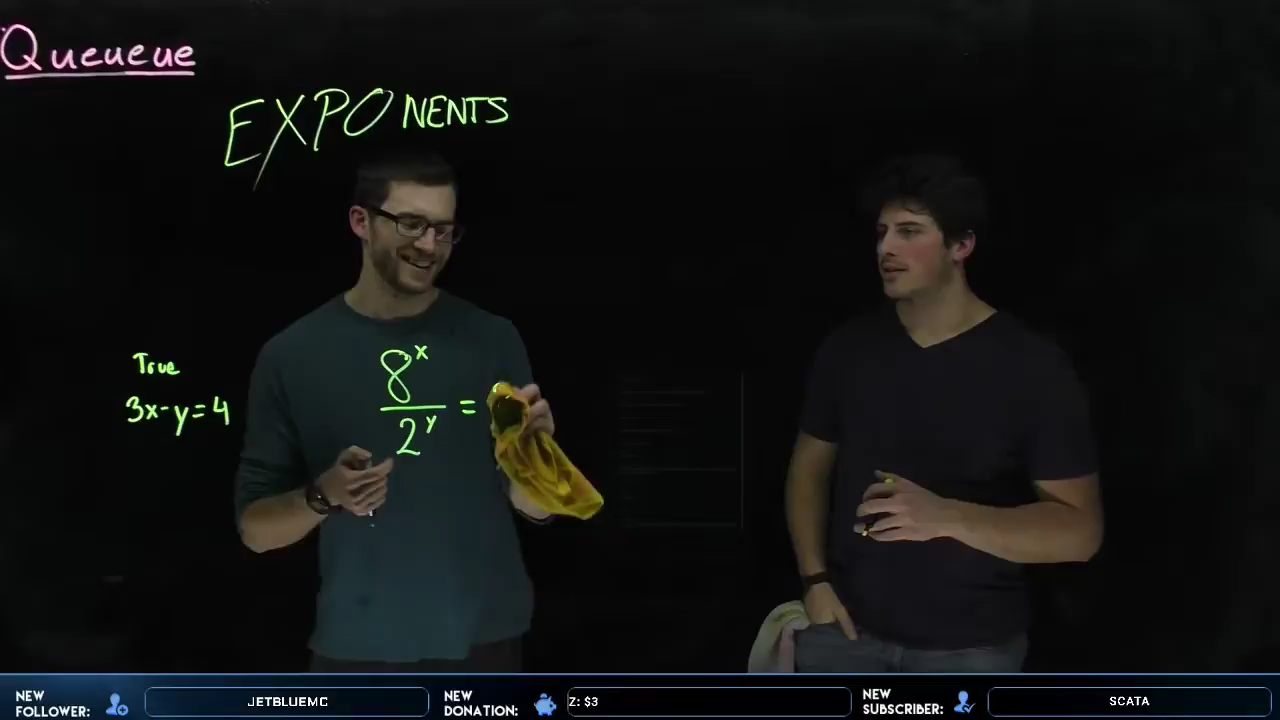 Queueue
EXPONENTS
True
3x-y=4
8^x
2^y
=
NEW FOLLOWER:
JETBLUEMC
NEW DONATION:
Z: $3
NEW SUBSCRIBER:
SCATA